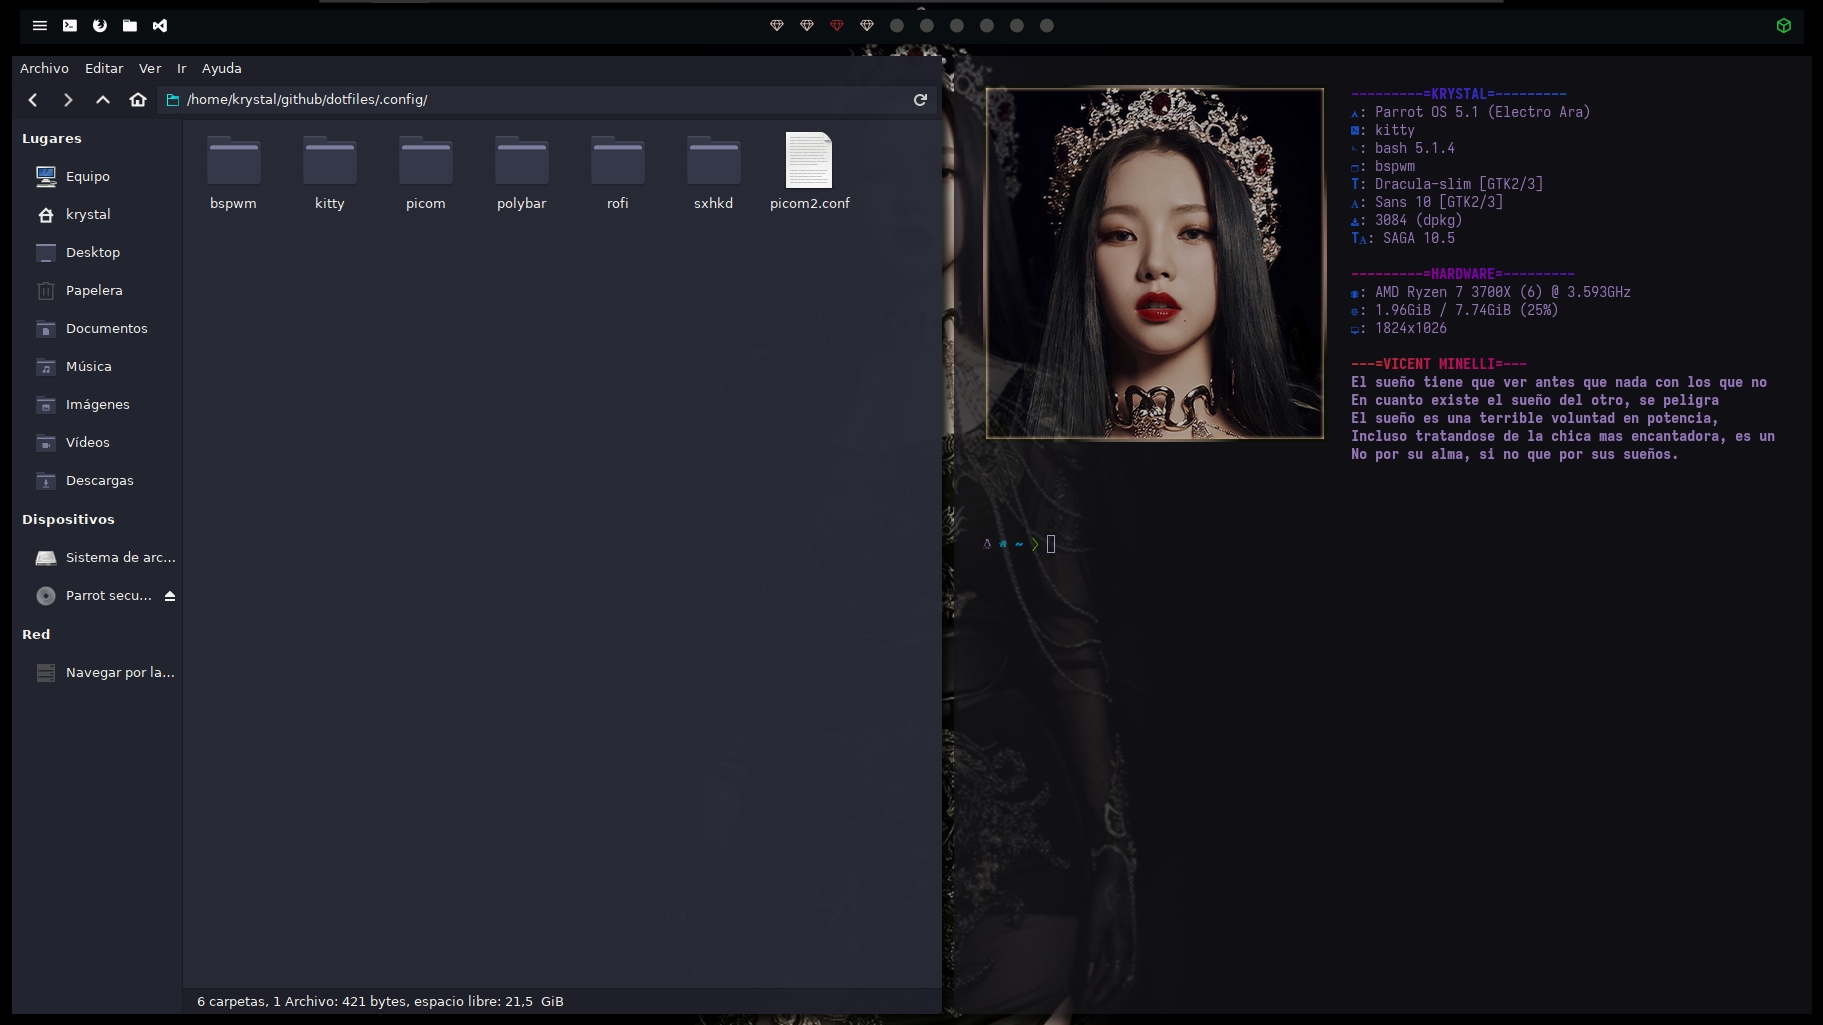 Archivo Editar Ver Ir Ayuda
/home/krystal/github/dotfiles/.config/
Lugares
Equipo
krystal
Desktop
Papelera
Documentos
Música
Imágenes
Vídeos
Descargas
Dispositivos
Sistema de arc...
Parrot secu...
Red
Navegar por la...
bspwm kitty picom polybar rofi sxhkd picom2.conf
6 carpetas, 1 Archivo: 421 bytes, espacio libre: 21,5 GiB
---------=KRYSTAL=---------
: Parrot OS 5.1 (Electro Ara)
: kitty
: bash 5.1.4
: bspwm
: Dracula-slim [GTK2/3]
: Sans 10 [GTK2/3]
: 3084 (dpkg)
: SAGA 10.5
---------=HARDWARE=---------
: AMD Ryzen 7 3700X (6) @ 3.593GHz
: 1.96GiB / 7.74GiB (25%)
: 1824x1026
---=VICENT MINELLI=---
El sueño tiene que ver antes que nada con los que no
En cuanto existe el sueño del otro, se peligra
El sueño es una terrible voluntad en potencia,
Incluso tratandose de la chica mas encantadora, es un
No por su alma, si no que por sus sueños.
~